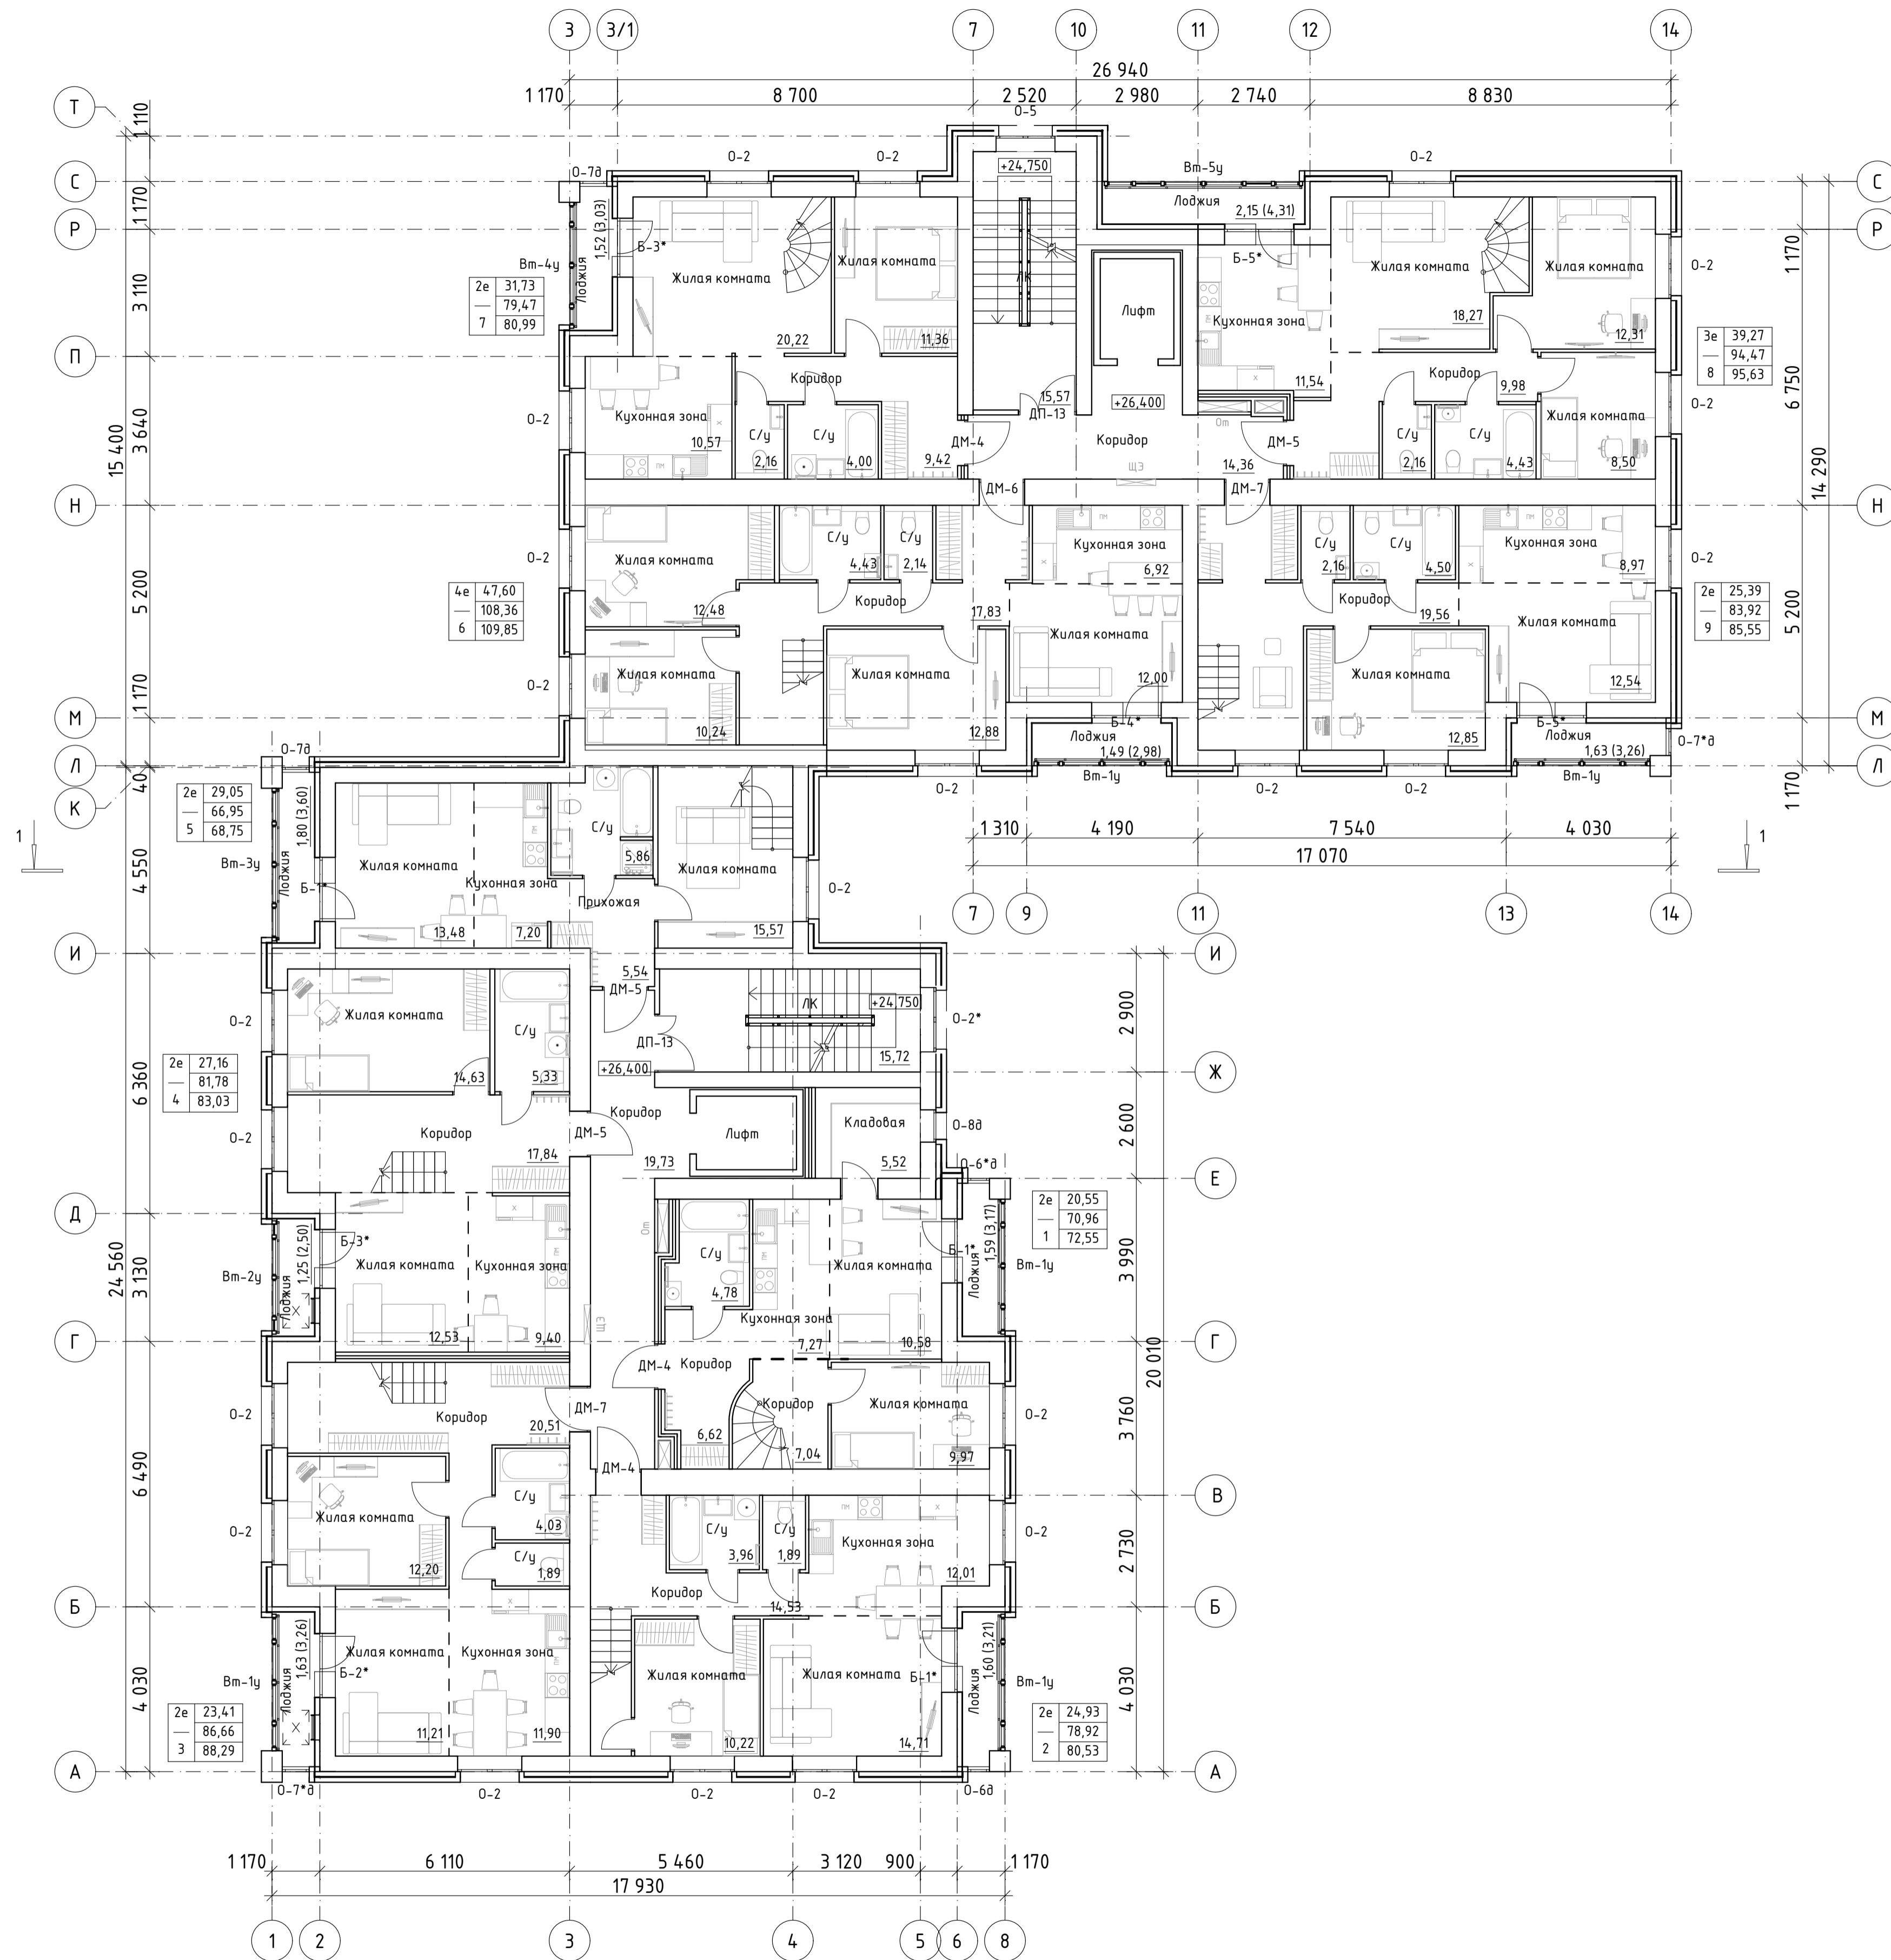 3 3/1 7 10 11 12 14
26 940
1 170 8 700 2 520 2 980 2 740 8 830
О-5
Т
1 110
+24,750
О-2 О-2 Вт-5у О-2
О-7д
С С
Лоджия
2,15 (4,31)
1 170 1 170
Р Р
1,52 (3,03)
Б-3*
Б-5*
Вт-4у
Лоджия
Жилая комната Жилая комната ЛК Жилая комната Жилая комната О-2
3 110
2е 31,73
— 79,47
7 80,99
Лифт
Кухонная зона
ПМ
20,22 11,36 18,27 12,31
3е 39,27
— 94,47
8 95,63
П
Коридор 11,54 Коридор 9,98
15,57 +26,400
ДП-13
6 750
3 640
15 400
О-2 Кухонная зона Х Жилая комната О-2
С/у С/у ДМ-4 Коридор От ДМ-5 С/у С/у
10,57 2,16 4,00 9,42 14,36 2,16 4,43 8,50
ПМ ЩЭ
14 290
ДМ-6 ДМ-7
Н Н
О-2 Жилая комната С/у С/у Кухонная зона С/у С/у Кухонная зона О-2
ПМ Х Х ПМ
4,43 2,14 6,92 2,16 4,50 8,97
5 200 5 200
4е 47,60
— 108,36
6 109,85
2е 25,39
— 83,92
9 85,55
12,48 Коридор 17,83 Коридор 19,56
Жилая комната Жилая комната
О-2 Жилая комната Жилая комната Жилая комната
12,00 12,54
10,24 12,88 12,85
1 170
М М
Б-4* Б-5*
Лоджия Лоджия
1,49 (2,98) 1,63 (3,26)
О-7д О-7*д
Вт-1у Вт-1у
О-2 О-2 О-2
Л Л
440
К
1 170
2е 29,05
— 66,95
5 68,75
1,80 (3,60)
С/у
ПМ
5,86
1 1 310 4 190 7 540 4 030 1
17 070
4 550
Вт-3у Лоджия Жилая комната Кухонная зона Жилая комната О-2
Прихожая
7 9 11 13 14
13,48 7,20 15,57
И И
5,54
ДМ-5
ЛК +24,750
2 900
О-2 Жилая комната С/у О-2*
ДП-13
15,72
2е 27,16
— 81,78
4 83,03
14,63 5,33 +26,400
Ж
6 360
Коридор Кладовая О-8д
О-2 Коридор ДМ-5 Лифт
2 600
17,84 19,73 5,52
О-6*д
Е
2е 20,55
— 70,96
1 72,55
Д
Х Х
От
1,59 (3,17)
1,25 (2,50)
Б-3* Б-1*
С/у
ПМ ПМ
3 990
3 130
24 560
Вт-2у Лоджия Жилая комната Кухонная зона Жилая комната Лоджия Вт-1у
Х
4,78
Кухонная зона
12,53 9,40 7,27 10,58
Г Г
20 010
ДМ-4 Коридор
О-2 Коридор ДМ-7 Коридор Жилая комната О-2
3 760
20,51 6,62 7,04 9,97
6 490
ДМ-4
В
С/у
О-2 Жилая комната С/у С/у Кухонная зона О-2
ПМ Х
4,03 3,96 1,89 12,01
2 730
С/у
12,20 1,89
Коридор
14,53
Б Б
Х
ПМ
1,63 (3,26) 1,60 (3,21)
4 030 4 030
Вт-1у Лоджия Жилая комната Кухонная зона Жилая комната Жилая комната Б-1* Лоджия Вт-1у
Б-2*
2е 23,41
— 86,66
3 88,29
Х
11,21 11,90 10,22 14,71
2е 24,93
— 78,92
2 80,53
А А
О-7*д О-2 О-2 О-2 О-6д
1 170 6 110 5 460 3 120 900 1 170
17 930
1 2 3 4 5 6 8